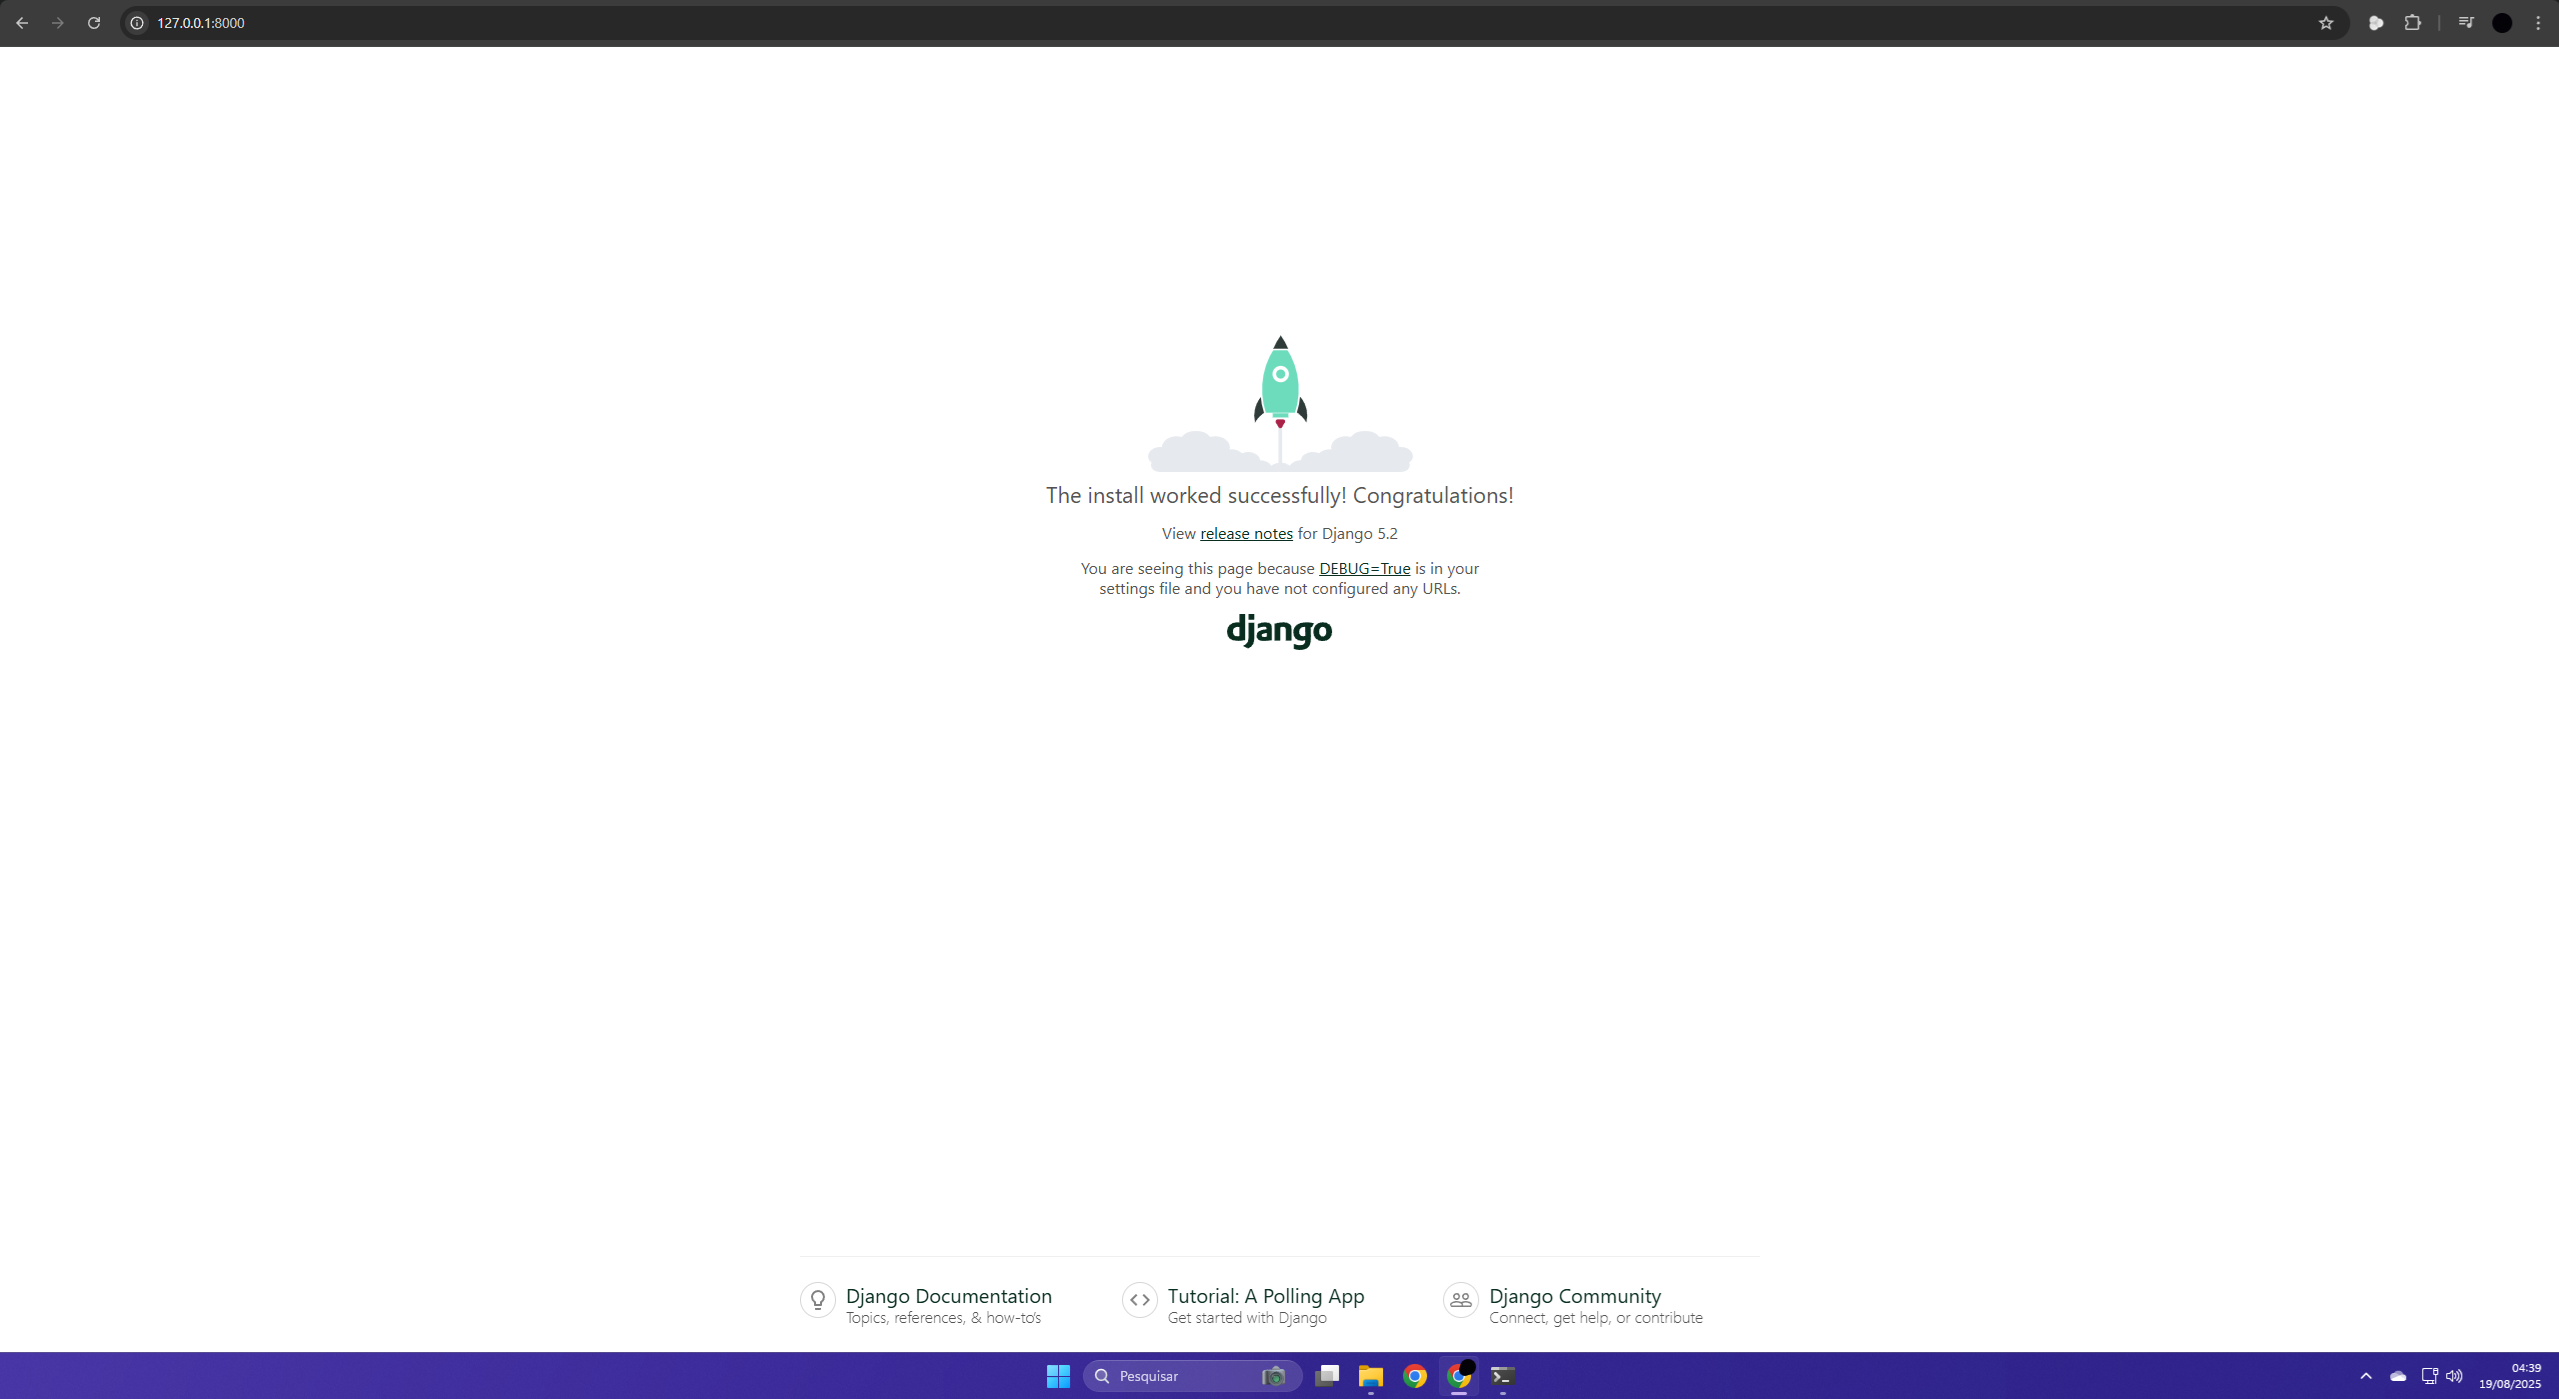 127.0.0.1:8000
The install worked successfully! Congratulations!
View release notes for Django 5.2
You are seeing this page because DEBUG=True is in your
settings file and you have not configured any URLs.
django
Django Documentation
Topics, references, & how-to's
Tutorial: A Polling App
Get started with Django
Django Community
Connect, get help, or contribute
Pesquisar
04:39
19/08/2025